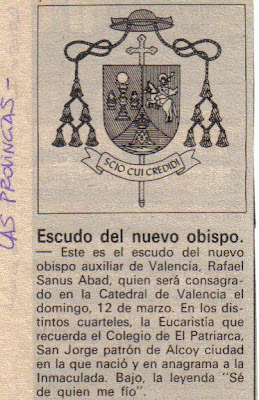 LAS PROVINCIAS -
SCIO CUI CREDIDI
Escudo del nuevo obispo.
— Este es el escudo del nuevo
obispo auxiliar de Valencia, Rafael
Sanus Abad, quien será consagra-
do en la Catedral de Valencia el
domingo, 12 de marzo. En los dis-
tintos cuarteles, la Eucaristía que
recuerda el Colegio de El Patriarca,
San Jorge patrón de Alcoy ciudad
en la que nació y en anagrama a la
Inmaculada. Bajo, la leyenda "Sé
de quien me fío".